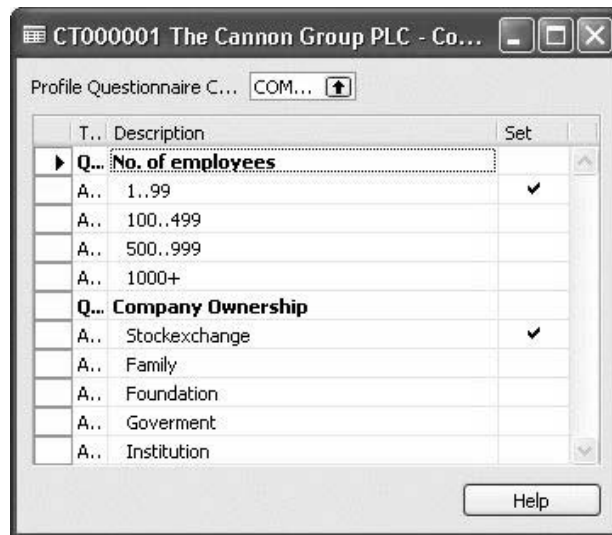 CT000001 The Cannon Group PLC - Co...
Profile Questionnaire C... COM...
T.. Description Set
Q... No. of employees
A.. 1..99 ✔
A.. 100..499
A.. 500..999
A.. 1000+
Q... Company Ownership
A.. Stockexchange ✔
A.. Family
A.. Foundation
A.. Goverment
A.. Institution
Help